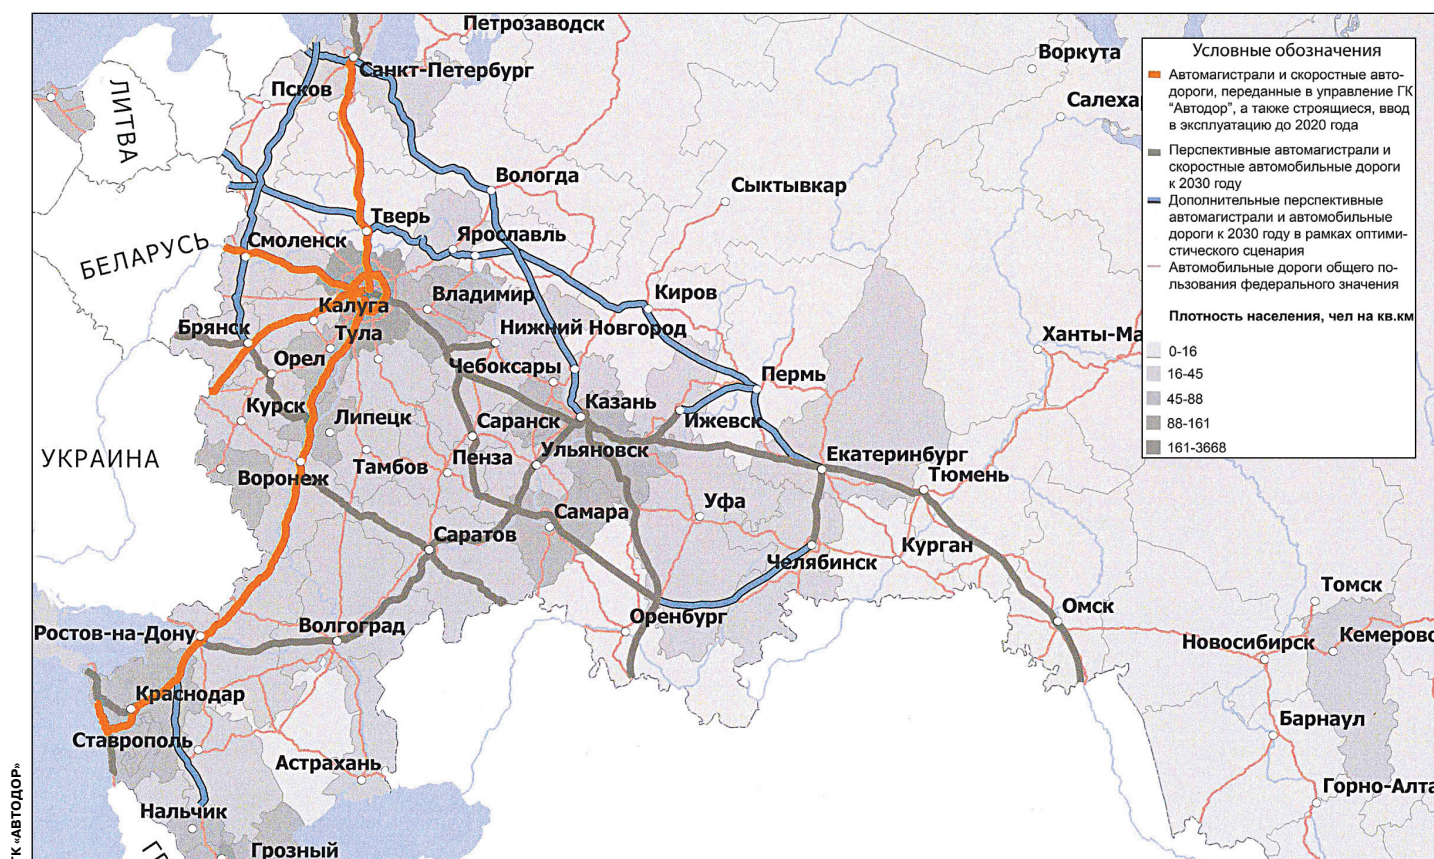 Петрозаводск
Воркута
Санкт-Петербург
Псков
ЛИТВА
Вологда
Сыктывкар
Тверь
Ярославль
Смоленск
БЕЛАРУСЬ
Владимир
Киров
Калуга
Нижний Новгород
Брянск
Тула
Орел
Чебоксары
Пермь
Курск
Липецк
Саранск
Казань
Ижевск
УКРАИНА
Воронеж
Тамбов
Пенза
Ульяновск
Екатеринбург
Тюмень
Уфа
Самара
Саратов
Челябинск
Курган
Омск
Томск
Ростов-на-Дону
Волгоград
Оренбург
Новосибирск
Кемерово
Краснодар
Ставрополь
Барнаул
Астрахань
Нальчик
Грозный
Салехар
Ханты-Ма
Горно-Алта
Условные обозначения
Автомагистрали и скоростные авто-
дороги, переданные в управление ГК
“Автодор”, а также строящиеся, ввод
в эксплуатацию до 2020 года
Перспективные автомагистрали и
скоростные автомобильные дороги
к 2030 году
Дополнительные перспективные
автомагистрали и автомобильные
дороги к 2030 году в рамках оптими-
стического сценария
Автомобильные дороги общего по-
льзования федерального значения
Плотность населения, чел на кв.км
0-16
16-45
45-88
88-161
161-3668
ГК «АВТОДОР»